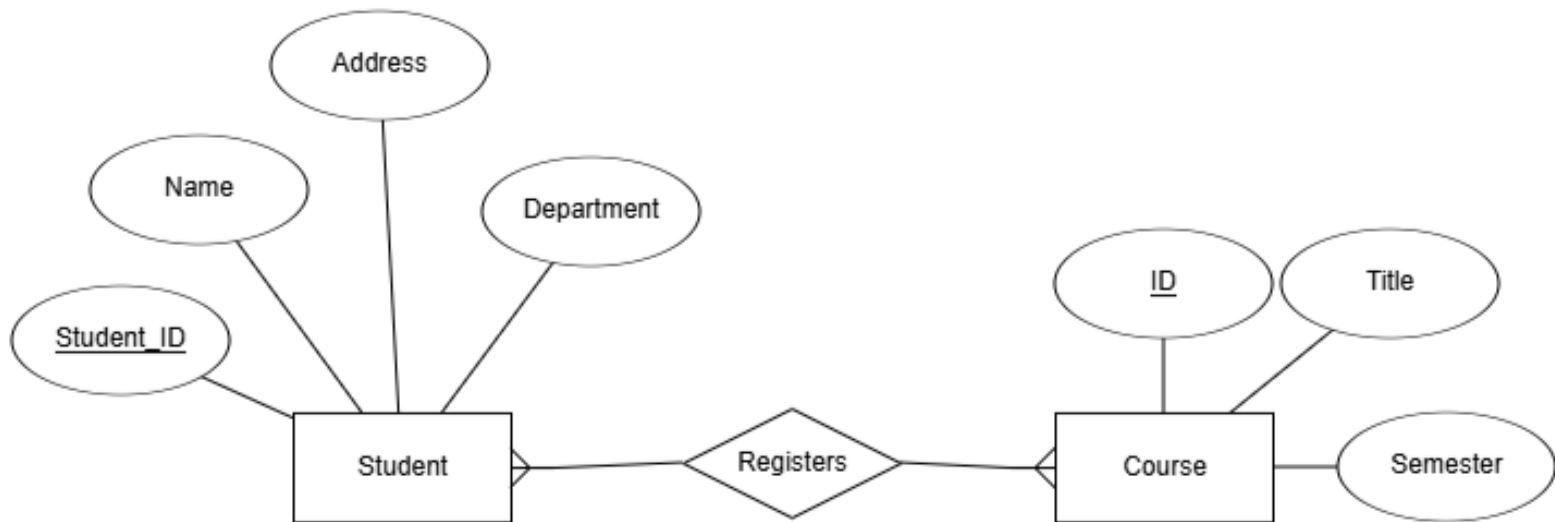 Address
Name
Department
Student_ID
ID
Title
Student
Registers
Course
Semester